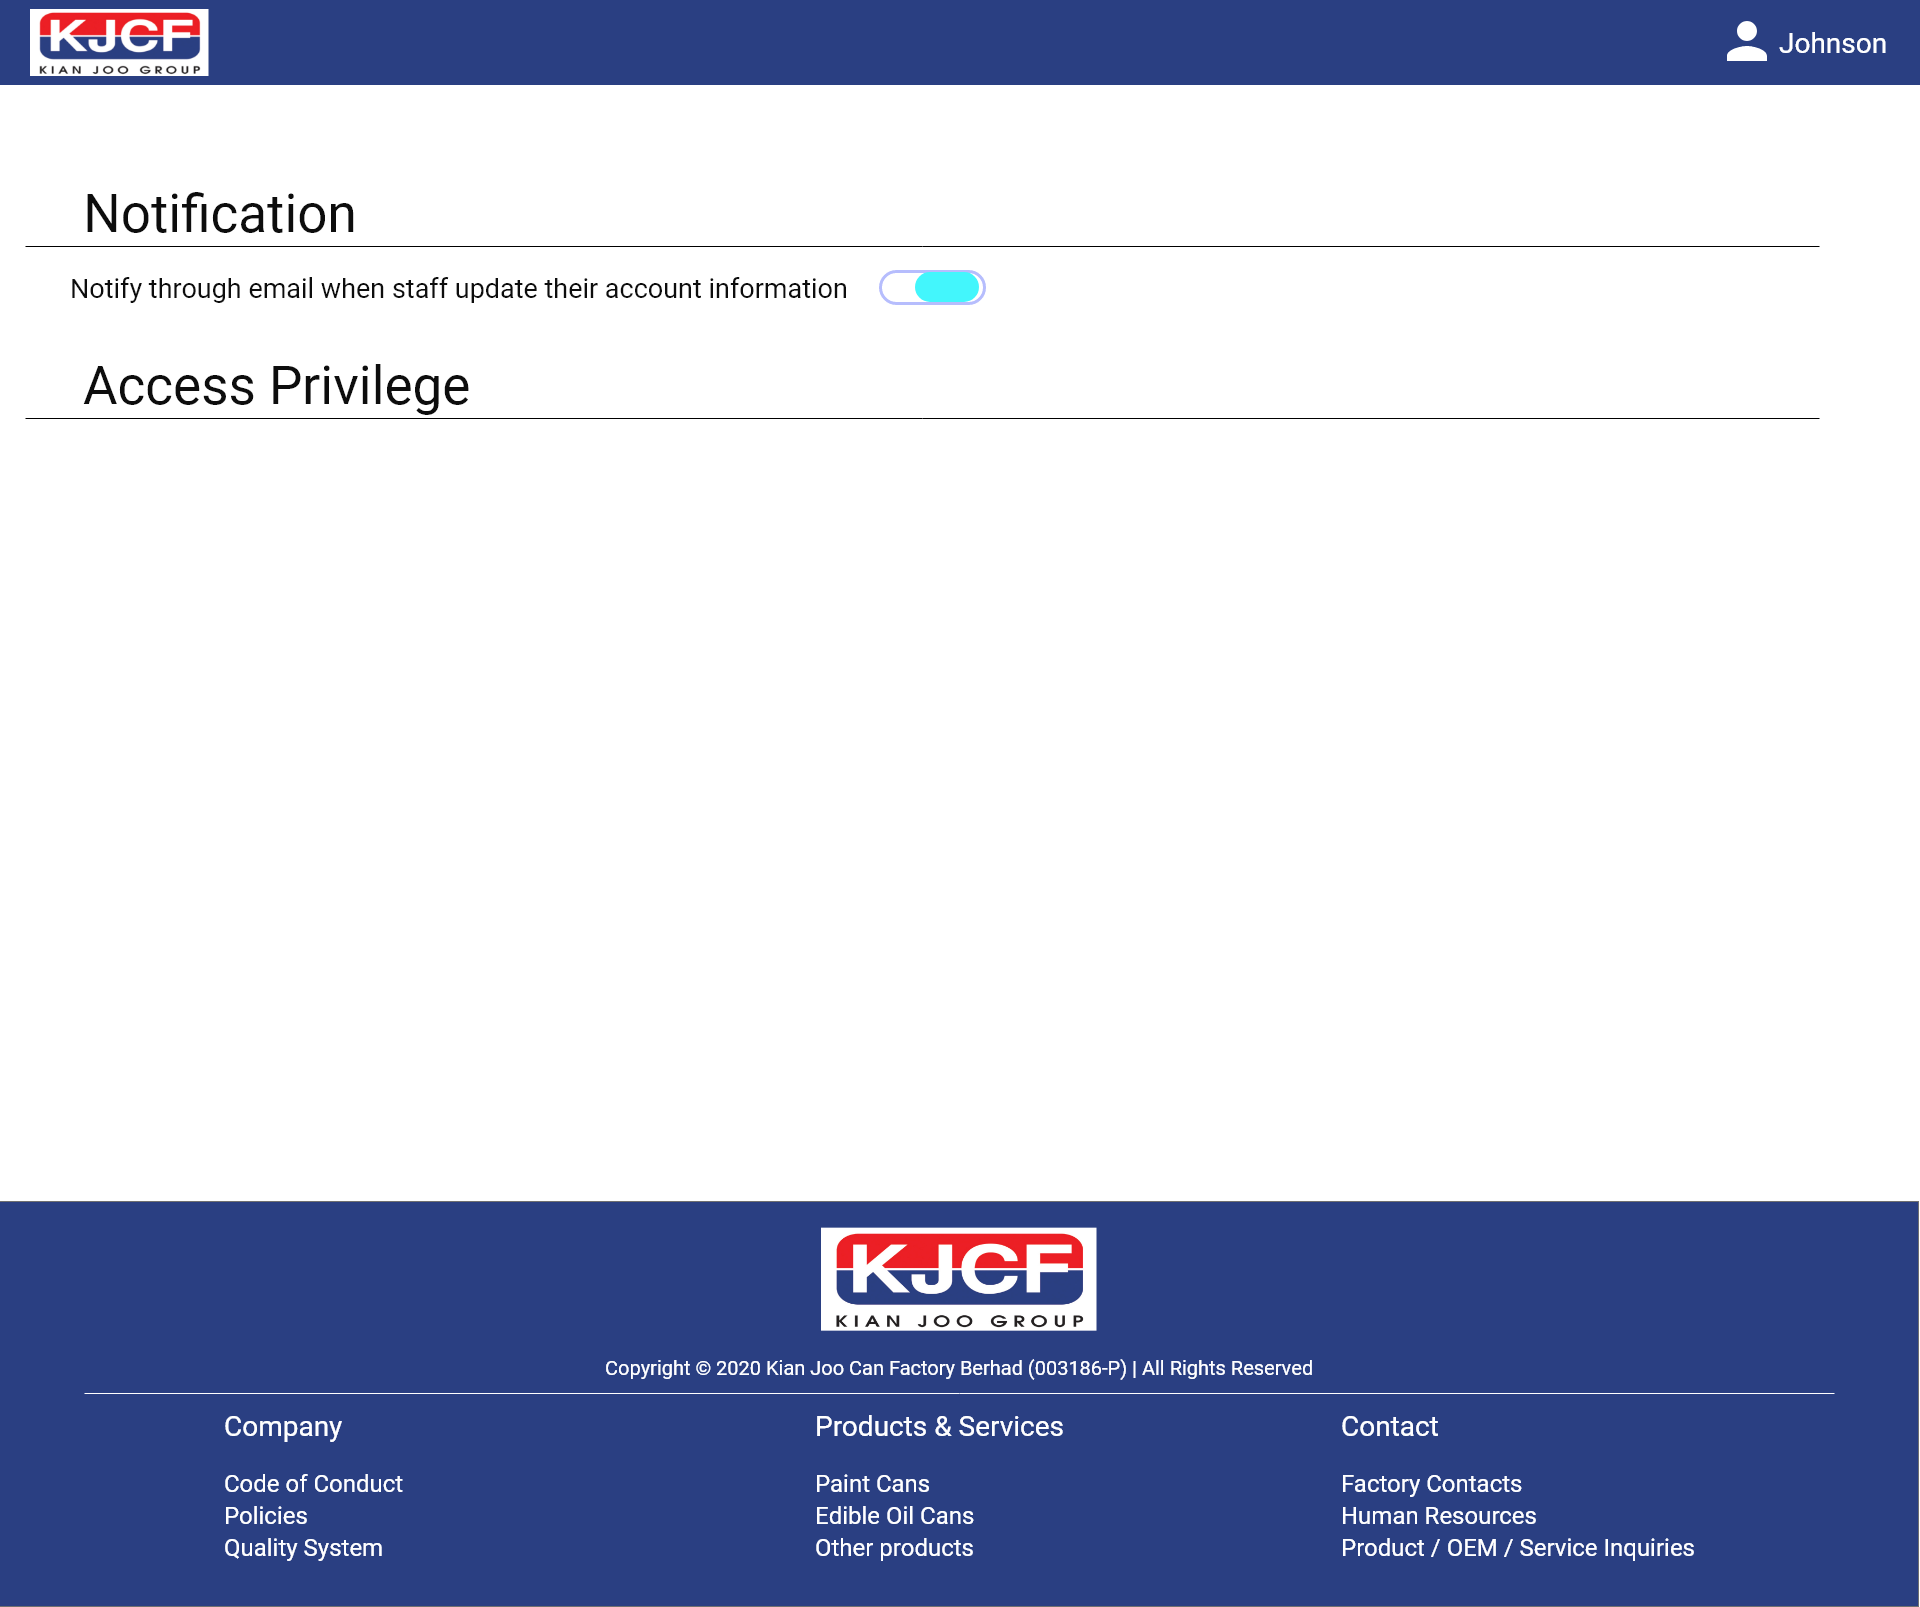 KJCF
KIAN JOO GROUP
Johnson
Notification
Notify through email when staff update their account information
Access Privilege
KJCF
KIAN JOO GROUP
Copyright © 2020 Kian Joo Can Factory Berhad (003186-P) | All Rights Reserved
Company
Code of Conduct
Policies
Quality System
Products & Services
Paint Cans
Edible Oil Cans
Other products
Contact
Factory Contacts
Human Resources
Product / OEM / Service Inquiries